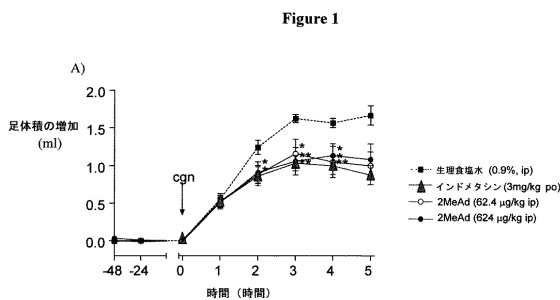 Figure 1
A)
足体積の増加
(ml)
2.0
1.5
1.0
0.5
0.0
cgn
*
*
*
**
**
*
**
**
-48
-24
0
1
2
3
4
5
時間（時間）
生理食塩水 (0.9%, ip)
インドメタシン (3mg/kg po)
2MeAd (62.4 µg/kg ip)
2MeAd (624 µg/kg ip)